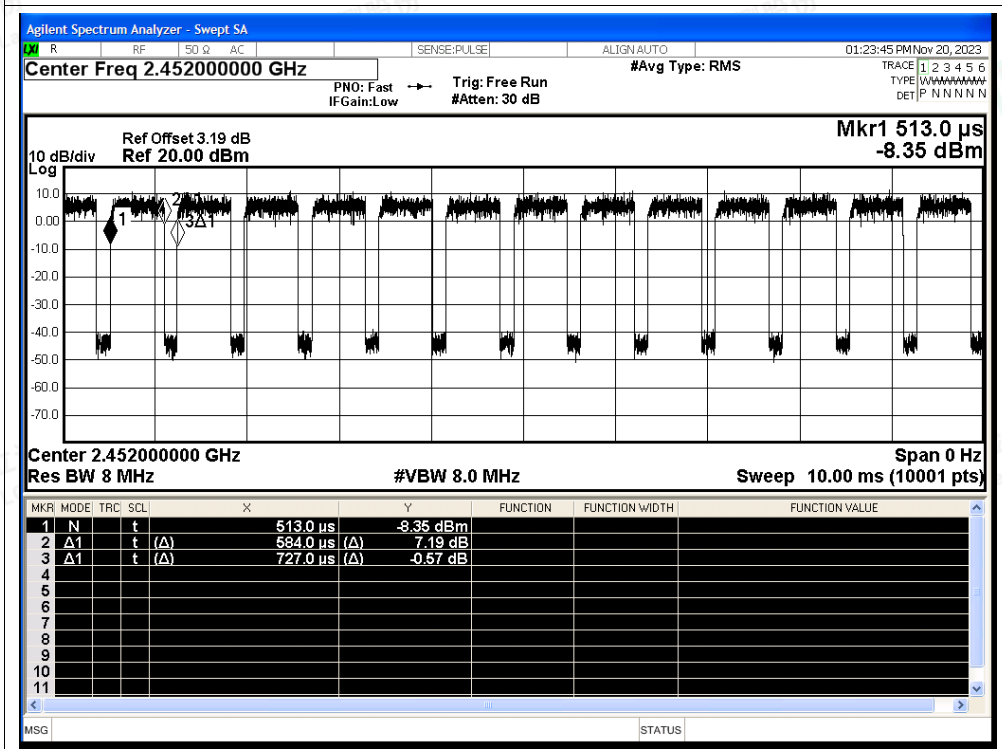 Agilent Spectrum Analyzer - Swept SA
LXI R RF 50 Ω AC SENSE:PULSE ALIGN AUTO 01:23:45 PM Nov 20, 2023
Center Freq 2.452000000 GHz
PNO: Fast
IFGain:Low
Trig: Free Run
#Atten: 30 dB
#Avg Type: RMS
TRACE 1 2 3 4 5 6
TYPE WWWWWW
DET P N N N N N
Mkr1 513.0 µs
-8.35 dBm
Ref Offset 3.19 dB
10 dB/div Ref 20.00 dBm
Log
10.0
0.00
-10.0
-20.0
-30.0
-40.0
-50.0
-60.0
-70.0
1
3Δ1
Center 2.452000000 GHz Span 0 Hz
Res BW 8 MHz #VBW 8.0 MHz Sweep 10.00 ms (10001 pts)
MKR MODE TRC SCL X Y FUNCTION FUNCTION WIDTH FUNCTION VALUE
1 N t 513.0 µs -8.35 dBm
2 Δ1 t (Δ) 584.0 µs (Δ) 7.19 dB
3 Δ1 t (Δ) 727.0 µs (Δ) -0.57 dB
4
5
6
7
8
9
10
11
MSG STATUS